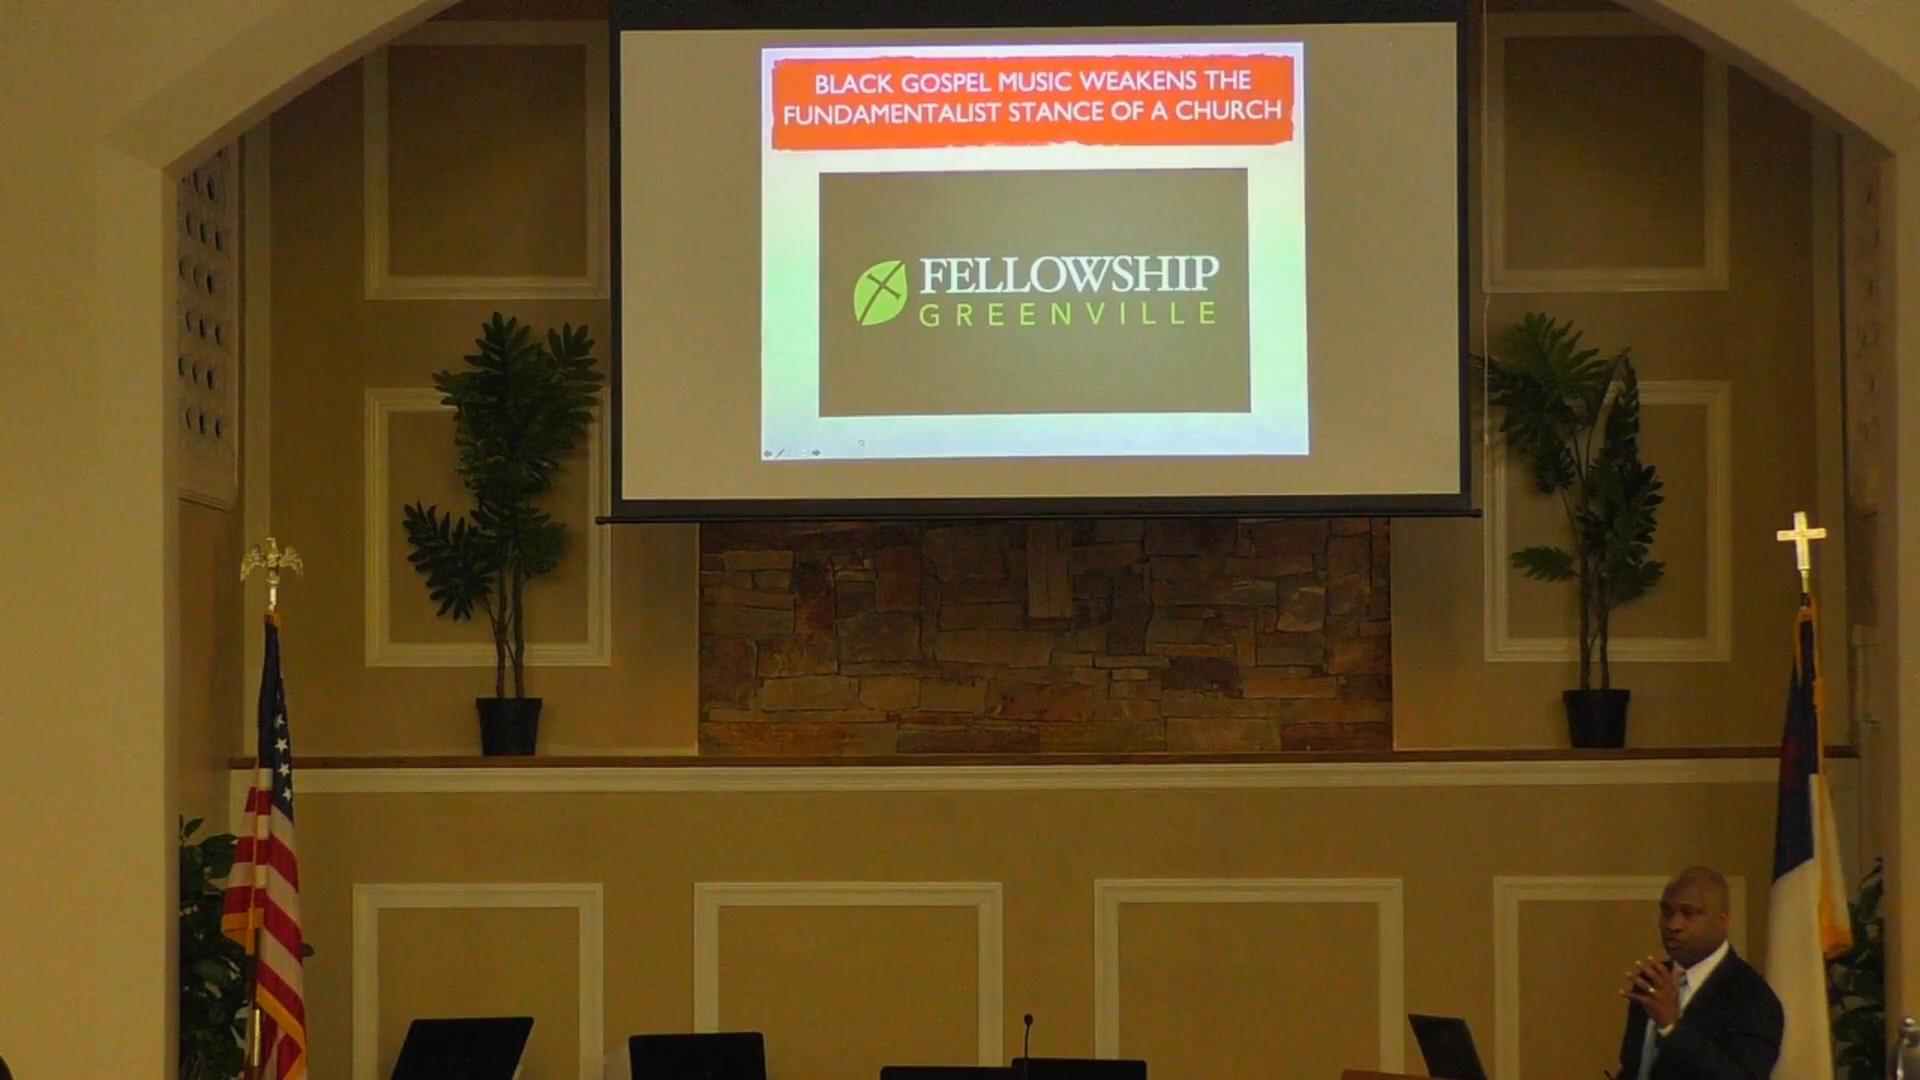 BLACK GOSPEL MUSIC WEAKENS THE
FUNDAMENTALIST STANCE OF A CHURCH
FELLOWSHIP
GREENVILLE